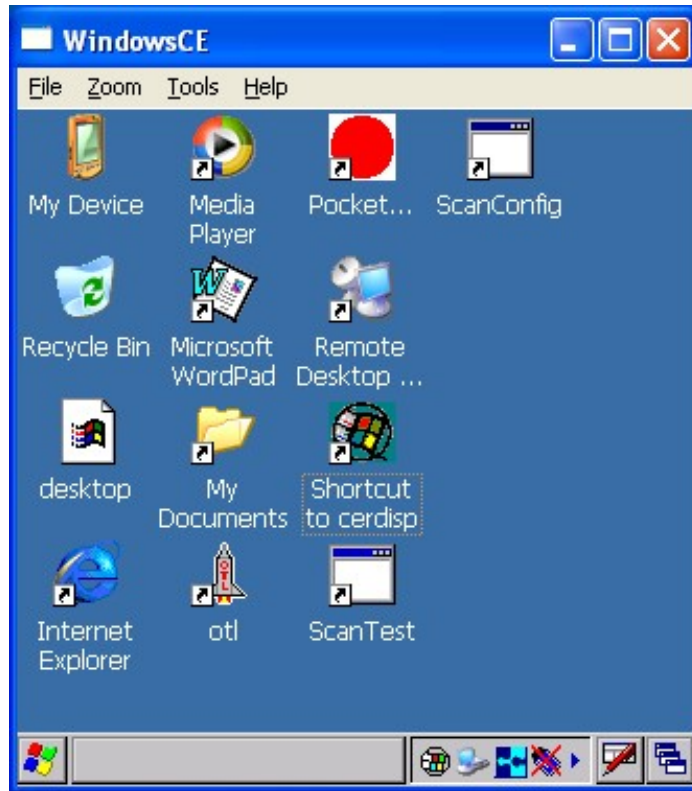 WindowsCE
File Zoom Tools Help
My Device
Media
Player
Pocket...
ScanConfig
Recycle Bin
Microsoft
WordPad
Remote
Desktop ...
desktop
My
Documents
Shortcut
to cerdisp
Internet
Explorer
otl
ScanTest